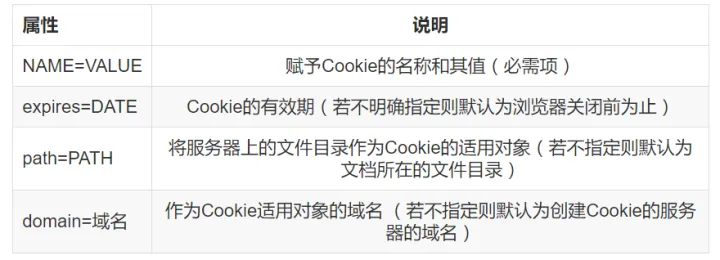 属性 说明
NAME=VALUE 赋予Cookie的名称和其值（必需项）
expires=DATE Cookie的有效期（若不明确指定则默认为浏览器关闭前为止）
path=PATH 将服务器上的文件目录作为Cookie的适用对象（若不指定则默认为
文档所在的文件目录）
domain=域名 作为Cookie适用对象的域名 （若不指定则默认为创建Cookie的服务
器的域名）